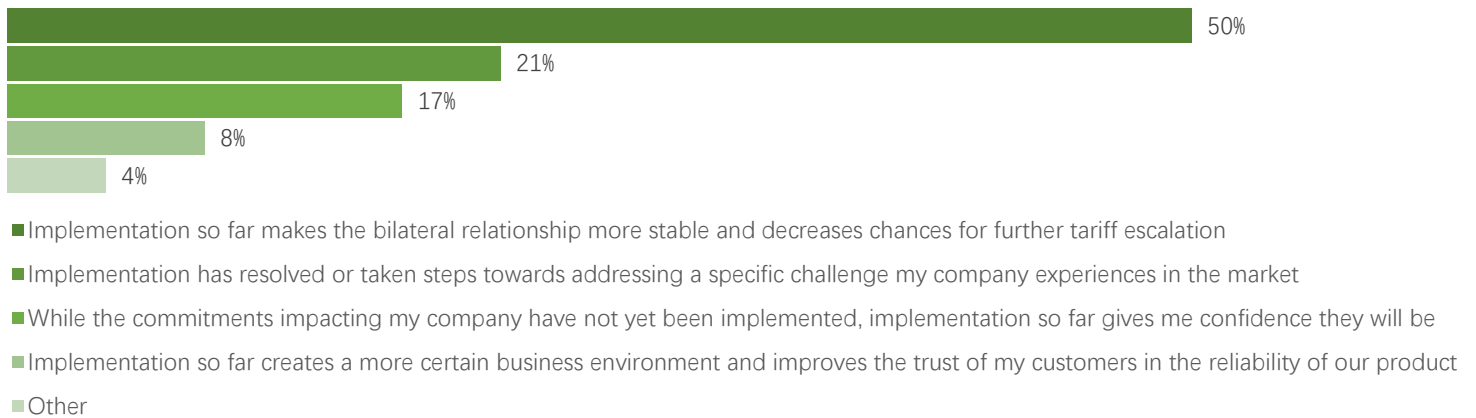 50%
21%
17%
8%
4%
Implementation so far makes the bilateral relationship more stable and decreases chances for further tariff escalation
Implementation has resolved or taken steps towards addressing a specific challenge my company experiences in the market
While the commitments impacting my company have not yet been implemented, implementation so far gives me confidence they will be
Implementation so far creates a more certain business environment and improves the trust of my customers in the reliability of our product
Other